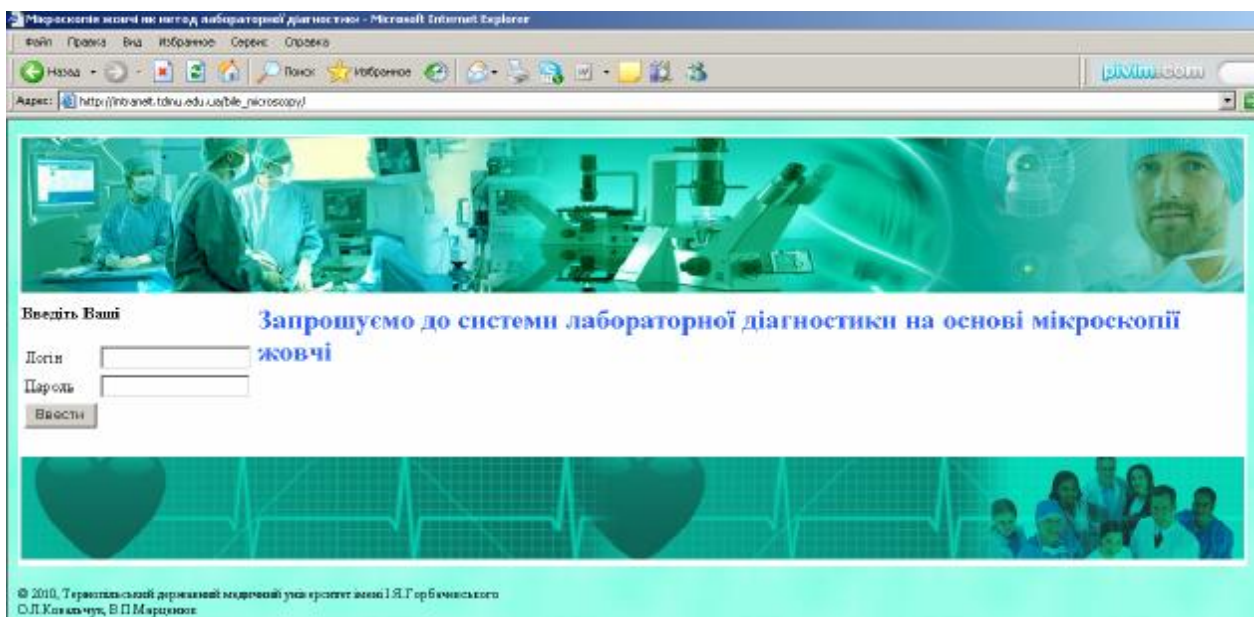 Мікроскопія жовчі як метод лабораторної діагностики - Microsoft Internet Explorer
Файл Правка Вид Избранное Сервис Справка
Назад Поиск Избранное
Адрес: http://intranet.tdmu.edu.ua/bile_microscopy/
Введіть Ваші
Запрошуємо до системи лабораторної діагностики на основі мікроскопії
жовчі
Логін
Пароль
Ввести
© 2010, Тернопільський державний медичний університет імені І.Я.Горбачевського
О.Л.Ковальчук, В.П.Марценюк